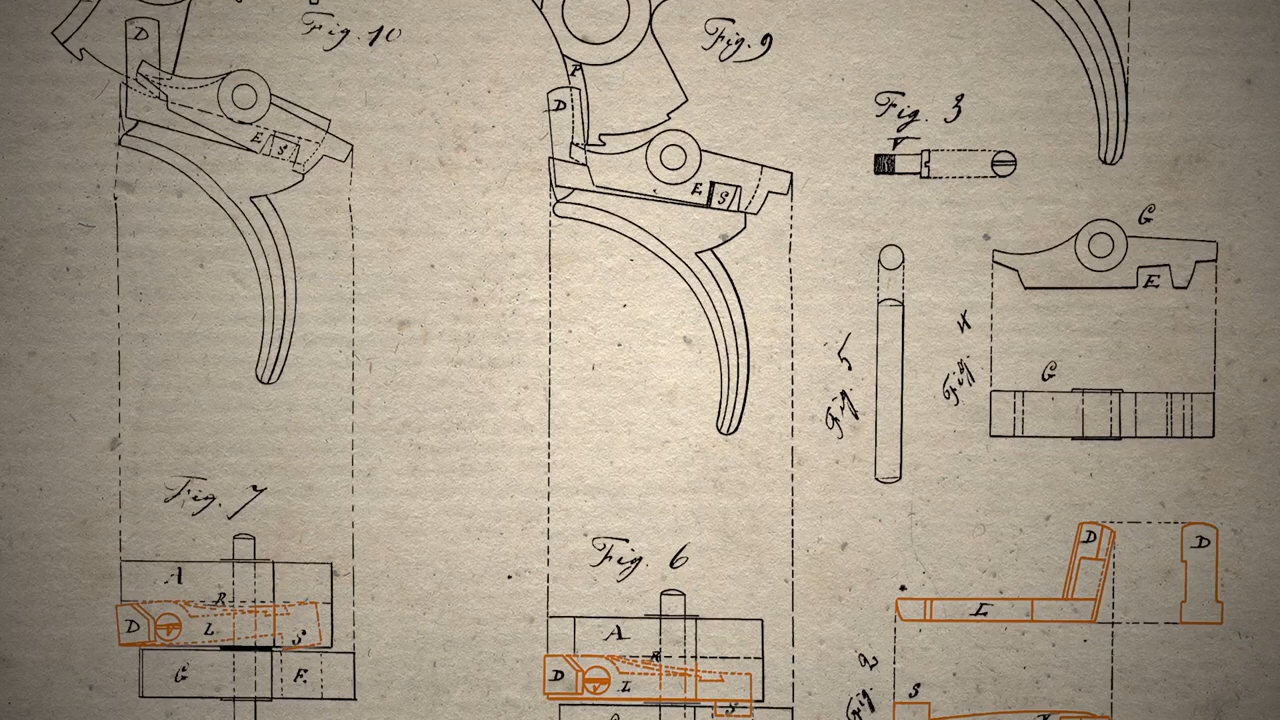 Fig. 10
D
E
S
Fig. 9
P
D
E
S
Fig. 3
V
G
E
Fig. 4
G
Fig. 5
Fig. 7
A
R
D
V
L
S
G
E
Fig. 6
A
R
D
V
L
S
D
D
L
Fig. 2
S